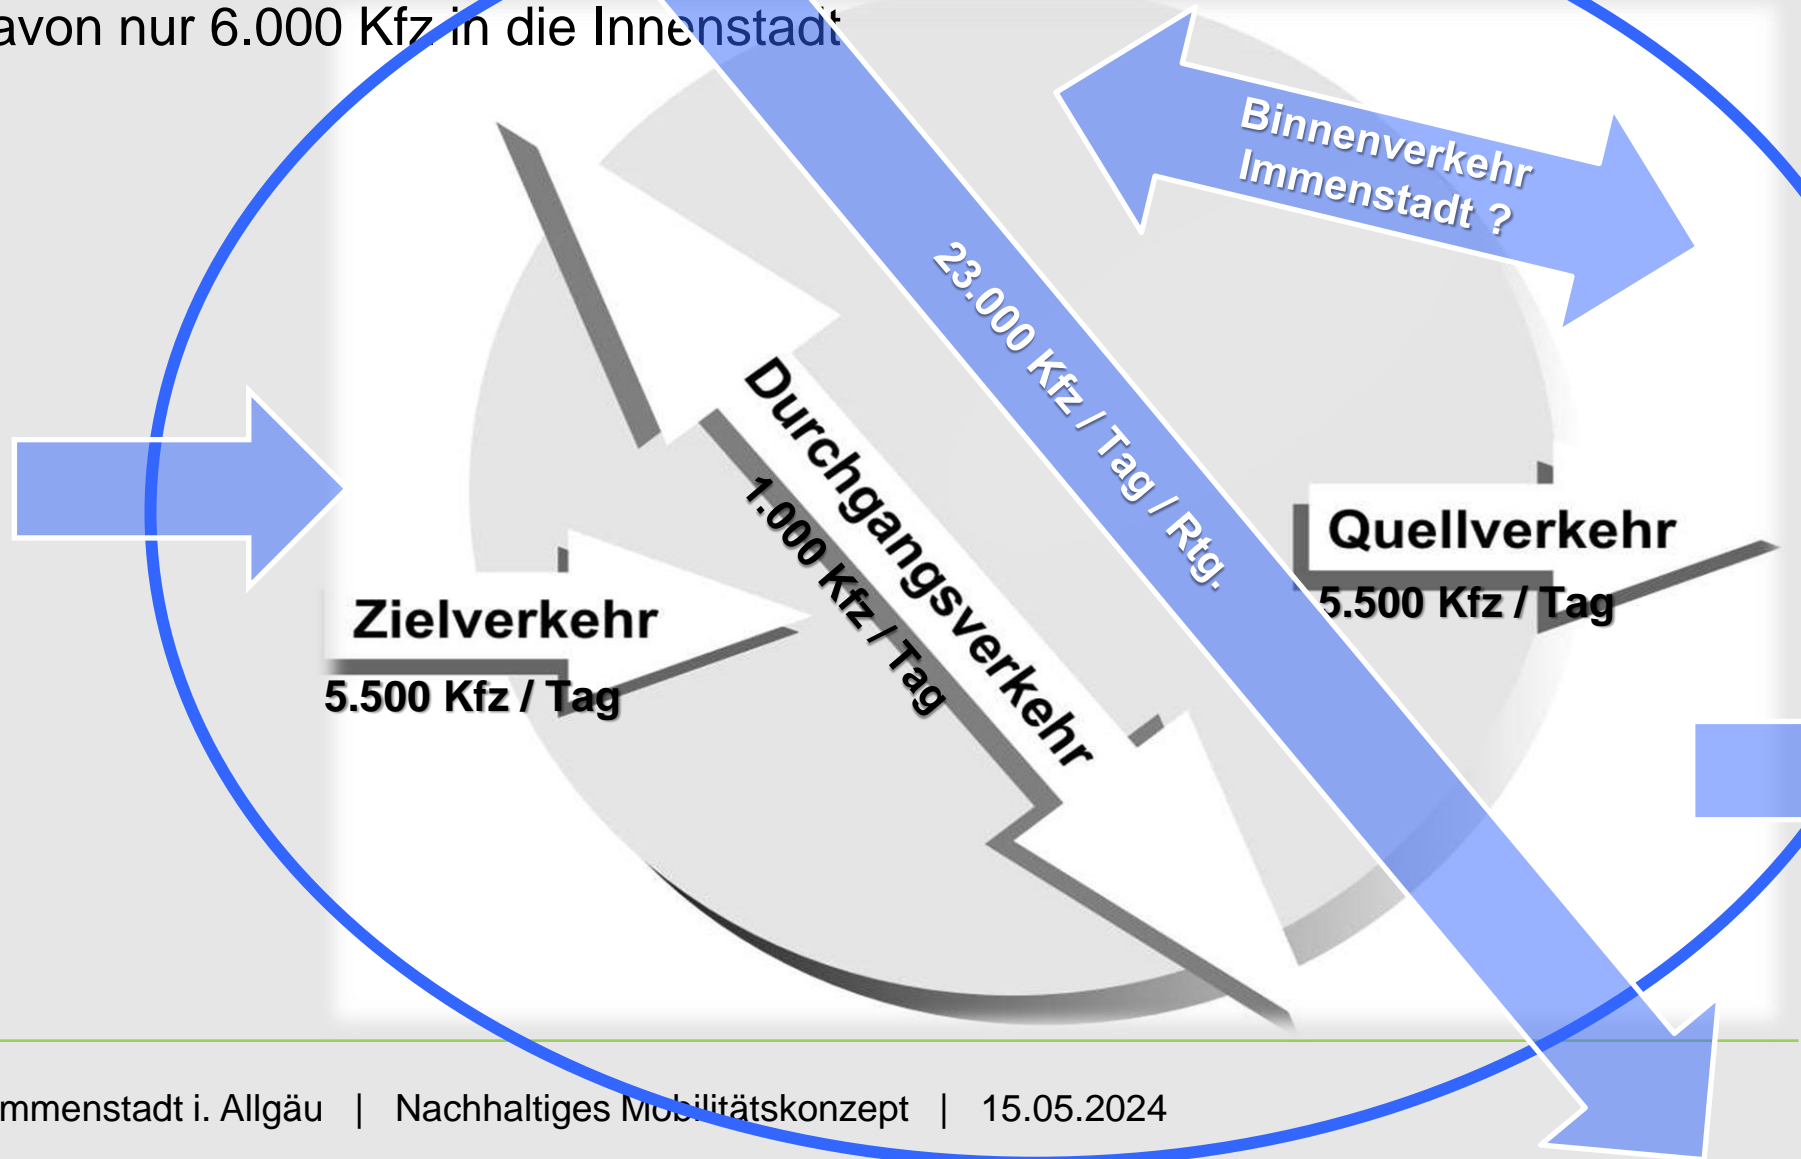 avon nur 6.000 Kfz in die Innenstadt
Binnenverkehr
Immenstadt ?
23.000 Kfz / Tag / Rtg.
Durchgangsverkehr
1.000 Kfz / Tag
Quellverkehr
5.500 Kfz / Tag
Zielverkehr
5.500 Kfz / Tag
mmenstadt i. Allgäu | Nachhaltiges Mobilitätskonzept | 15.05.2024